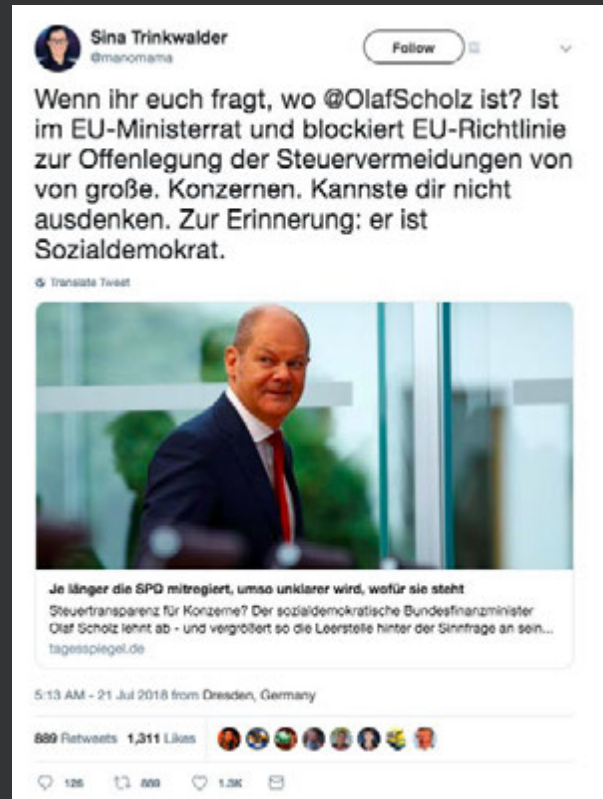 Sina Trinkwalder
Follow
@manomama
Wenn ihr euch fragt, wo @OlafScholz ist? Ist
im EU-Ministerrat und blockiert EU-Richtlinie
zur Offenlegung der Steuervermeidungen von
von große. Konzernen. Kannste dir nicht
ausdenken. Zur Erinnerung: er ist
Sozialdemokrat.
Translate Tweet
Je länger die SPD mitregiert, umso unklarer wird, wofür sie steht
Steuertransparenz für Konzerne? Der sozialdemokratische Bundesfinanzminister
Olaf Scholz lehnt ab - und vergrößert so die Leerstelle hinter der Sinnfrage an sein...
tagesspiegel.de
5:13 AM - 21 Jul 2018 from Dresden, Germany
889 Retweets 1,311 Likes
126 889 1.3K